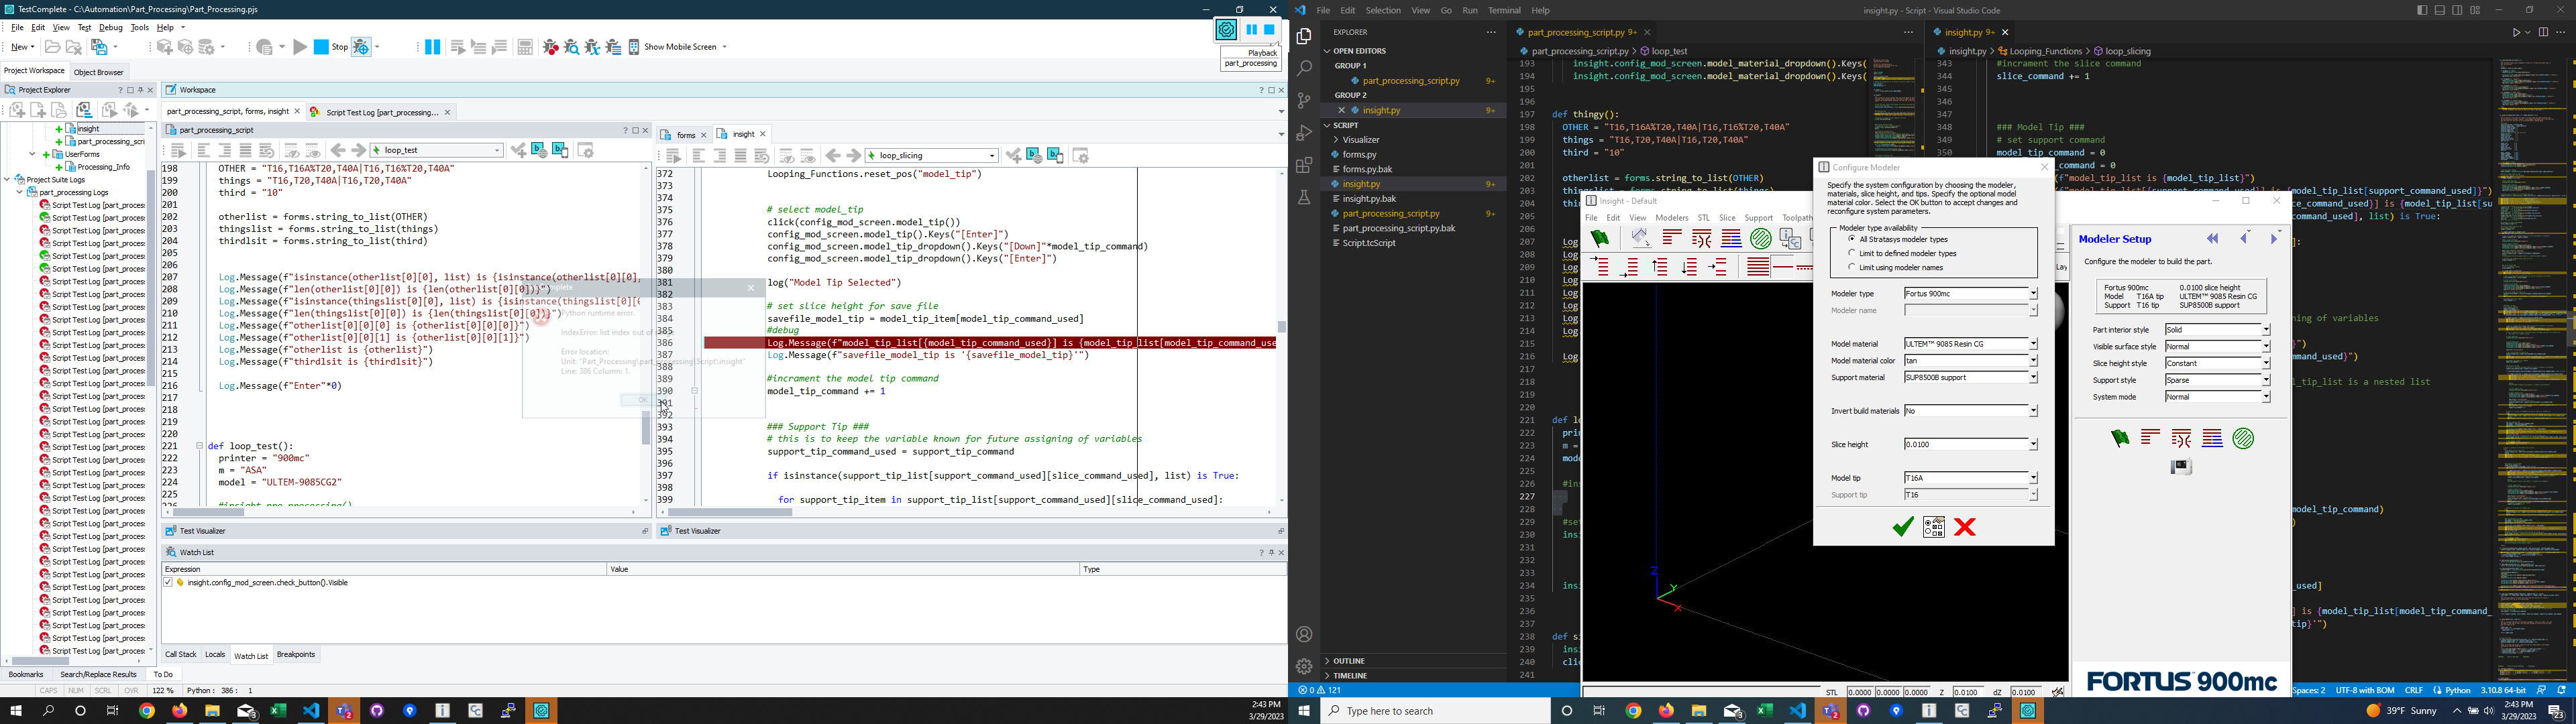 TestComplete - C:\Automation\Part_Processing\Part_Processing.pjs
File Edit View Test Debug Tools Help
New Stop Show Mobile Screen
Playback
part_processing
Project Workspace Object Browser
Project Explorer
insight
part_processing_scri
UserForms
Processing_Info
Project Suite Logs
part_processing Logs
Script Test Log [part_process
Workspace
part_processing_script, forms, insight Script Test Log [part_processing...
part_processing_script
loop_test
198 OTHER = "T16,T16A%T20,T40A|T16,T16%T20,T40A"
199 things = "T16,T20,T40A|T16,T20,T40A"
200 third = "10"
201
202 otherlist = forms.string_to_list(OTHER)
203 thingslist = forms.string_to_list(things)
204 thirdlsit = forms.string_to_list(third)
205
206
207 Log.Message(f"isinstance(otherlist[0][0], list) is {isinstance(otherlist[0][0],
208 Log.Message(f"len(otherlist[0][0]) is {len(otherlist[0][0])}")
209 Log.Message(f"isinstance(thingslist[0][0], list) is {isinstance(thingslist[0][0
210 Log.Message(f"len(thingslist[0][0]) is {len(thingslist[0][0])}")
211 Log.Message(f"otherlist[0][0][0] is {otherlist[0][0][0]}")
212 Log.Message(f"otherlist[0][0][1] is {otherlist[0][0][1]}")
213 Log.Message(f"otherlist is {otherlist}")
214 Log.Message(f"thirdlsit is {thirdlsit}")
215
216 Log.Message(f"Enter"*0)
217
218
219
220
221 def loop_test():
222 printer = "900mc"
223 m = "ASA"
224 model = "ULTEM-9085CG2"
225
Python runtime error.
IndexError: list index out of
Error location:
Unit: "Part_Processing\part_processing\Script\insight"
Line: 386 Column: 1.
OK
forms insight
loop_slicing
372 Looping_Functions.reset_pos("model_tip")
373
374
375 # select model_tip
376 click(config_mod_screen.model_tip())
377 config_mod_screen.model_tip().Keys("[Enter]")
378 config_mod_screen.model_tip_dropdown().Keys("[Down]"*model_tip_command)
379 config_mod_screen.model_tip_dropdown().Keys("[Enter]")
380
381 log("Model Tip Selected")
382
383 # set slice height for save file
384 savefile_model_tip = model_tip_item[model_tip_command_used]
385 #debug
386 Log.Message(f"model_tip_list[{model_tip_command_used}] is {model_tip_list[model_tip_command_use
387 Log.Message(f"savefile_model_tip is '{savefile_model_tip}'")
388
389 #incrament the model tip command
390 model_tip_command += 1
391
392
393 ### Support Tip ###
394 # this is to keep the variable known for future assigning of variables
395 support_tip_command_used = support_tip_command
396
397 if isinstance(support_tip_list[support_command_used][slice_command_used], list) is True:
398
399 for support_tip_item in support_tip_list[support_command_used][slice_command_used]:
Test Visualizer
Test Visualizer
Watch List
Expression Value Type
insight.config_mod_screen.check_button().Visible
Call Stack Locals Watch List Breakpoints
Bookmarks Search/Replace Results To Do
CAPS NUM SCRL OVR 122 % Python : 386 : 1
2:43 PM
3/29/2023
File Edit Selection View Go Run Terminal Help
insight.py - Script - Visual Studio Code
EXPLORER
OPEN EDITORS
GROUP 1
part_processing_script.py 9+
GROUP 2
insight.py 9+
SCRIPT
Visualizer
forms.py
forms.py.bak
insight.py 9+
insight.py.bak
part_processing_script.py 9+
part_processing_script.py.bak
Script.tcScript
OUTLINE
TIMELINE
part_processing_script.py 9+
part_processing_script.py > loop_test
193 insight.config_mod_screen.model_material_dropdown().Keys(
194 insight.config_mod_screen.model_material_dropdown().Keys(
195
196
197 def thingy():
198 OTHER = "T16,T16A%T20,T40A|T16,T16%T20,T40A"
199 things = "T16,T20,T40A|T16,T20,T40A"
200 third = "10"
201
202 otherlist = forms.string_to_list(OTHER)
insight.py 9+
insight.py > Looping_Functions > loop_slicing
343 #incrament the slice command
344 slice_command += 1
345
346
347
348 ### Model Tip ###
349 # set support command
350 model_tip_command = 0
Configure Modeler
Specify the system configuration by choosing the modeler,
materials, slice height, and tips. Specify the optional model
material color. Select the OK button to accept changes and
reconfigure system parameters.
Modeler type availability
All Stratasys modeler types
Limit to defined modeler types
Limit using modeler names
Modeler type Fortus 900mc
Modeler name
Model material ULTEM™ 9085 Resin CG
Model material color tan
Support material SUP8500B support
Invert build materials No
Slice height 0.0100
Model tip T16A
Support tip T16
Insight - Default
File Edit View Modelers STL Slice Support Toolpath
Modeler Setup
Configure the modeler to build the part.
Fortus 900mc 0.0100 slice height
Model T16A tip ULTEM™ 9085 Resin CG
Support T16 tip SUP8500B support
Part interior style Solid
Visible surface style Normal
Slice height style Constant
Support style Sparse
System mode Normal
FORTUS 900mc
STL 0.0000 0.0000 0.0000 Z 0.0100 dZ 0.0100
0 121
Spaces: 2 UTF-8 with BOM CRLF Python 3.10.8 64-bit
Type here to search
39°F Sunny
2:43 PM
3/29/2023